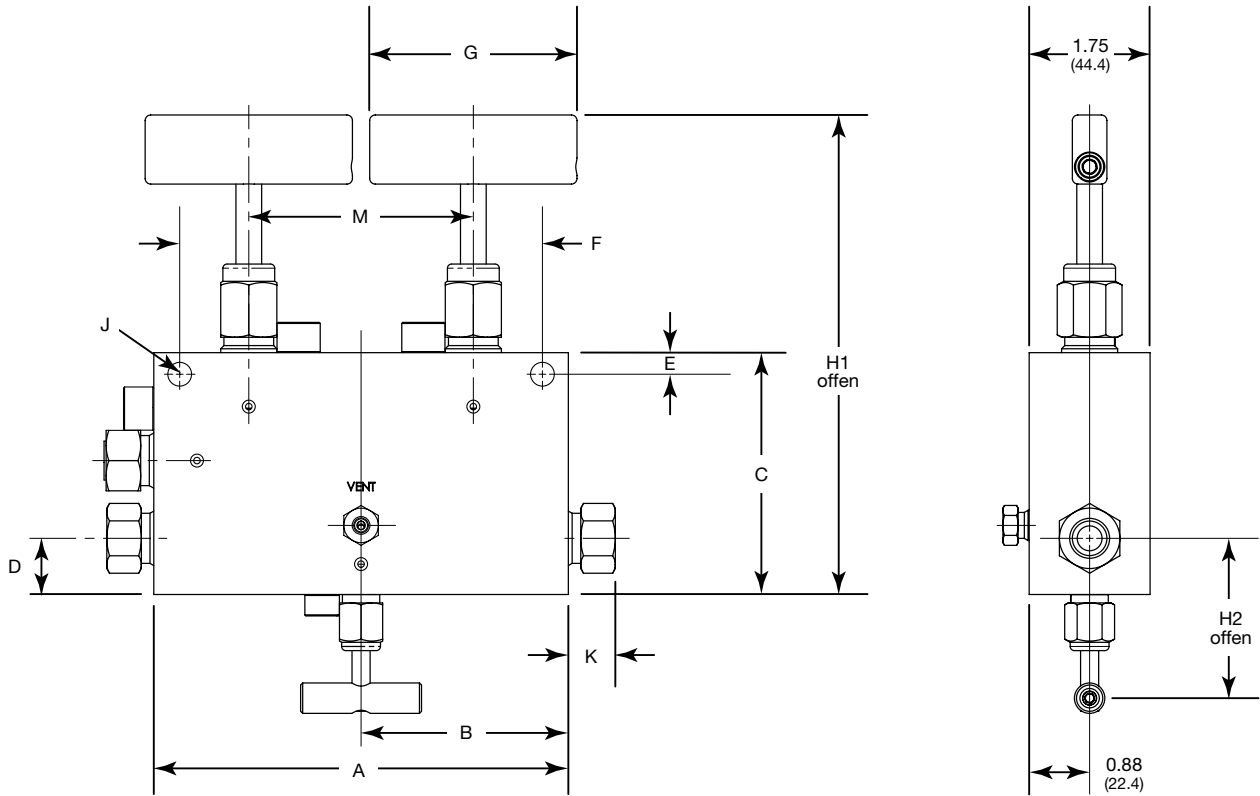 G
1.75
(44.4)
M
F
J
E
H1
offen
C
VENT
D
H2
offen
K
B
A
0.88
(22.4)